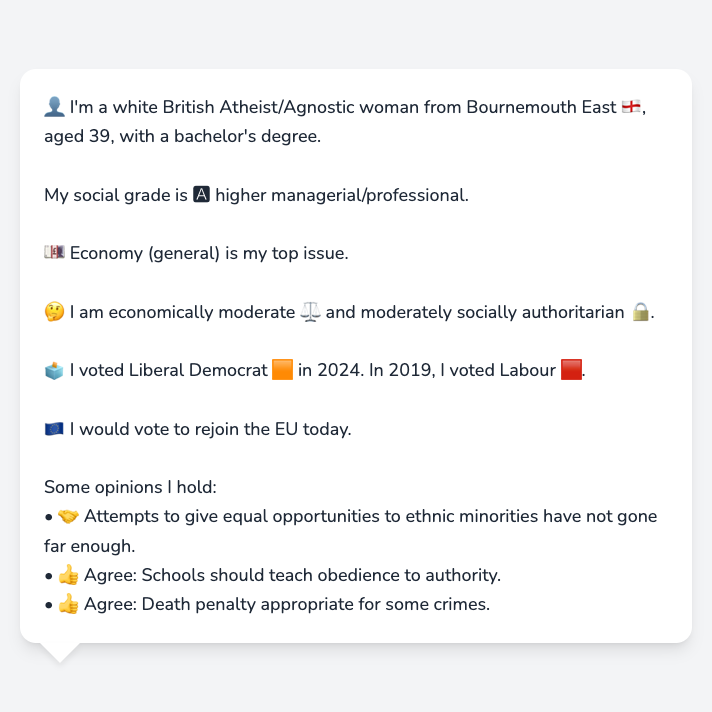 👤 I'm a white British Atheist/Agnostic woman from Bournemouth East 🏴󠁧󠁢󠁥󠁮󠁧󠁿,
aged 39, with a bachelor's degree.
My social grade is 🅰 higher managerial/professional.
💷 Economy (general) is my top issue.
🤔 I am economically moderate ⚖️ and moderately socially authoritarian 🔒.
🗳️ I voted Liberal Democrat 🟧 in 2024. In 2019, I voted Labour 🟥.
🇪🇺 I would vote to rejoin the EU today.
Some opinions I hold:
• 🤝 Attempts to give equal opportunities to ethnic minorities have not gone
far enough.
• 👍 Agree: Schools should teach obedience to authority.
• 👍 Agree: Death penalty appropriate for some crimes.